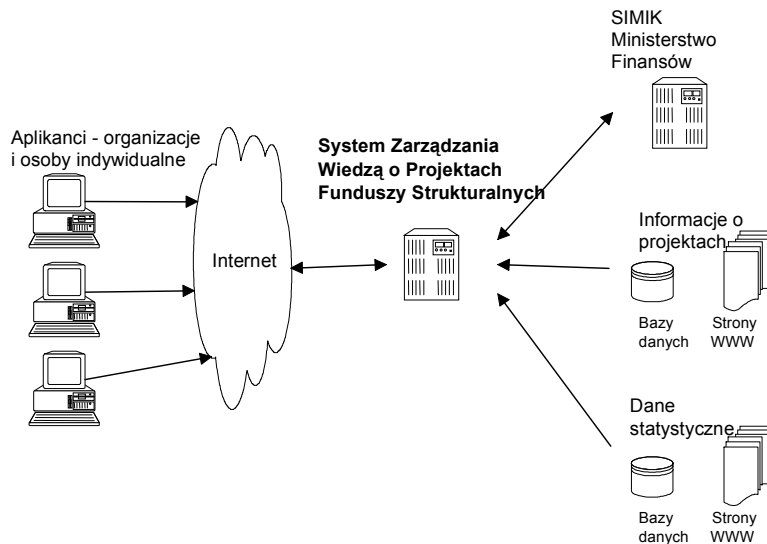 SIMIK
Ministerstwo
Finansów
Aplikanci - organizacje
i osoby indywidualne
System Zarządzania
Wiedzą o Projektach
Funduszy Strukturalnych
Internet
Informacje o
projektach
Bazy
danych
Strony
WWW
Dane
statystyczne
Bazy
danych
Strony
WWW